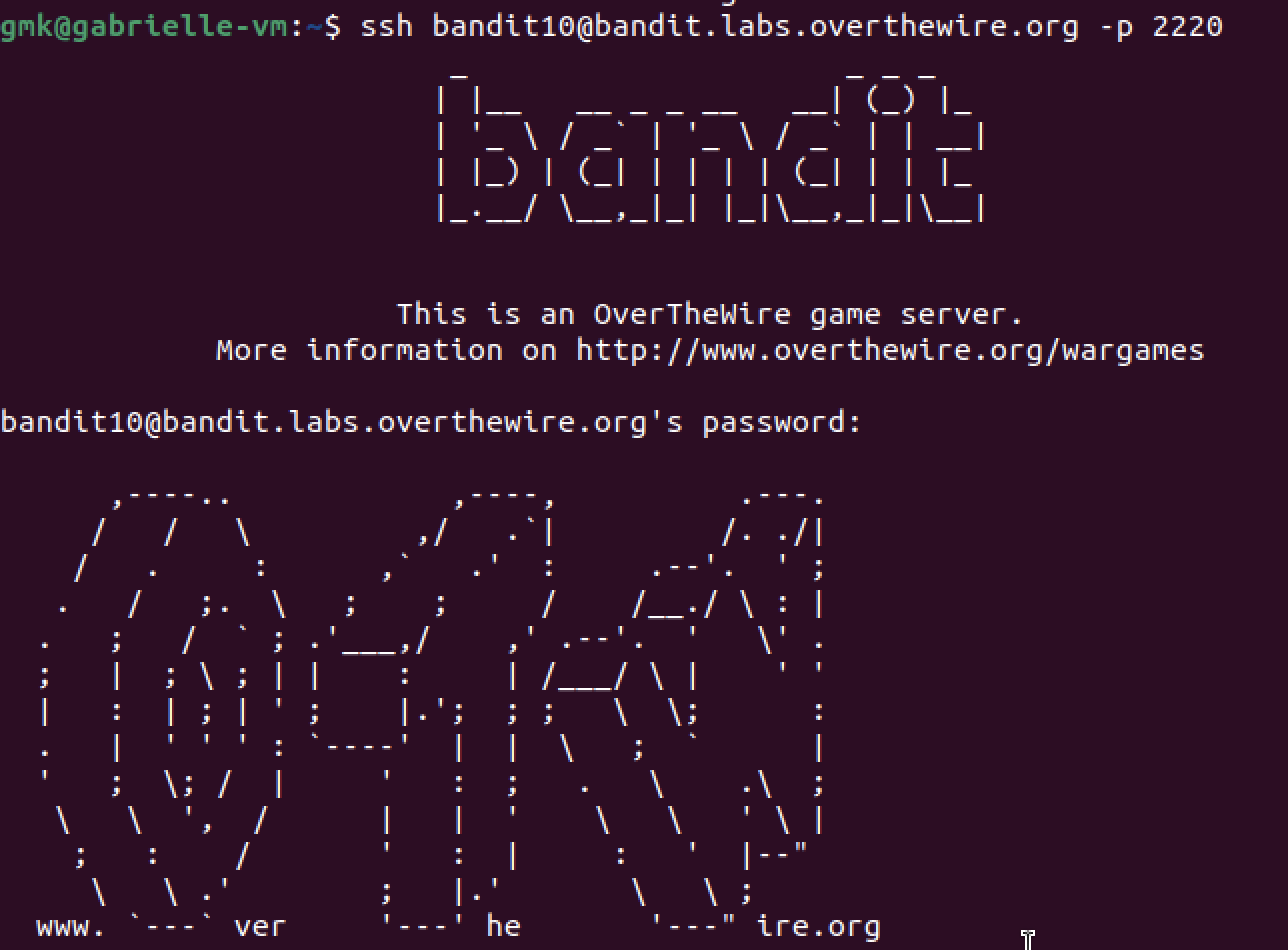 gmk@gabrielle-vm:~$ ssh bandit10@bandit.labs.overthewire.org -p 2220
bandit
This is an OverTheWire game server.
More information on http://www.overthewire.org/wargames
bandit10@bandit.labs.overthewire.org's password:
www. ver he ire.org